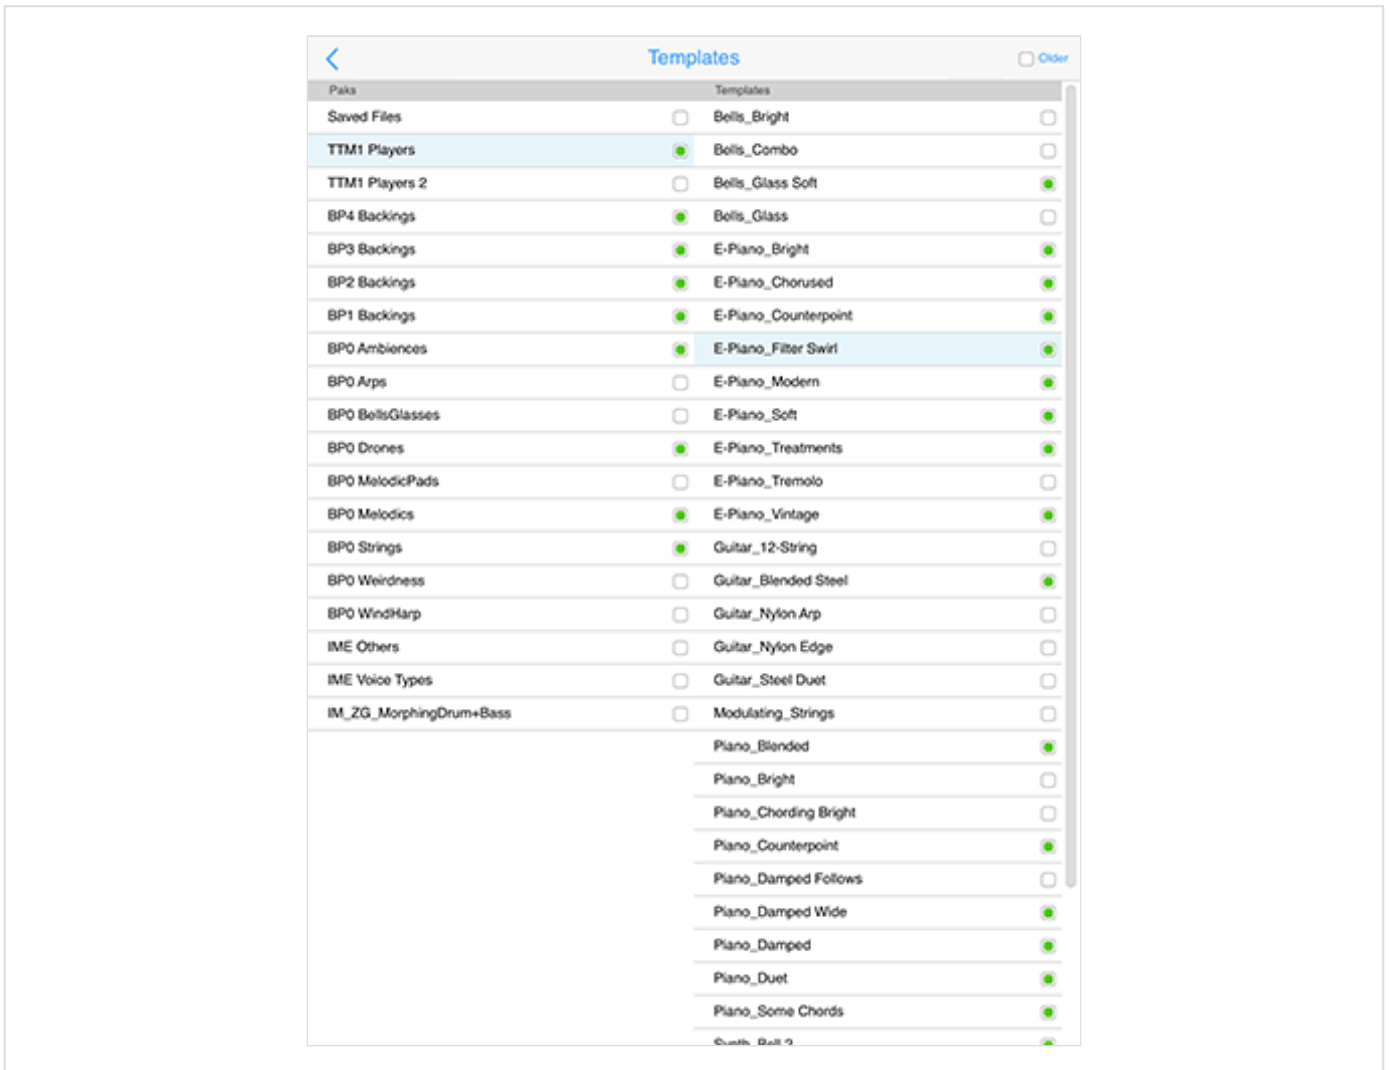 Templates
Older
Paks
Templates
Saved Files
Bells_Bright
TTM1 Players
Bells_Combo
TTM1 Players 2
Bells_Glass Soft
BP4 Backings
Bells_Glass
BP3 Backings
E-Piano_Bright
BP2 Backings
E-Piano_Chorused
BP1 Backings
E-Piano_Counterpoint
BP0 Ambiences
E-Piano_Filter Swirl
BP0 Arps
E-Piano_Modern
BP0 BellsGlasses
E-Piano_Soft
BP0 Drones
E-Piano_Treatments
BP0 MelodicPads
E-Piano_Tremolo
BP0 Melodics
E-Piano_Vintage
BP0 Strings
Guitar_12-String
BP0 Weirdness
Guitar_Blended Steel
BP0 WindHarp
Guitar_Nylon Arp
IME Others
Guitar_Nylon Edge
IME Voice Types
Guitar_Steel Duet
IM_ZG_MorphingDrum+Bass
Modulating_Strings
Piano_Blended
Piano_Bright
Piano_Chording Bright
Piano_Counterpoint
Piano_Damped Follows
Piano_Damped Wide
Piano_Damped
Piano_Duet
Piano_Some Chords